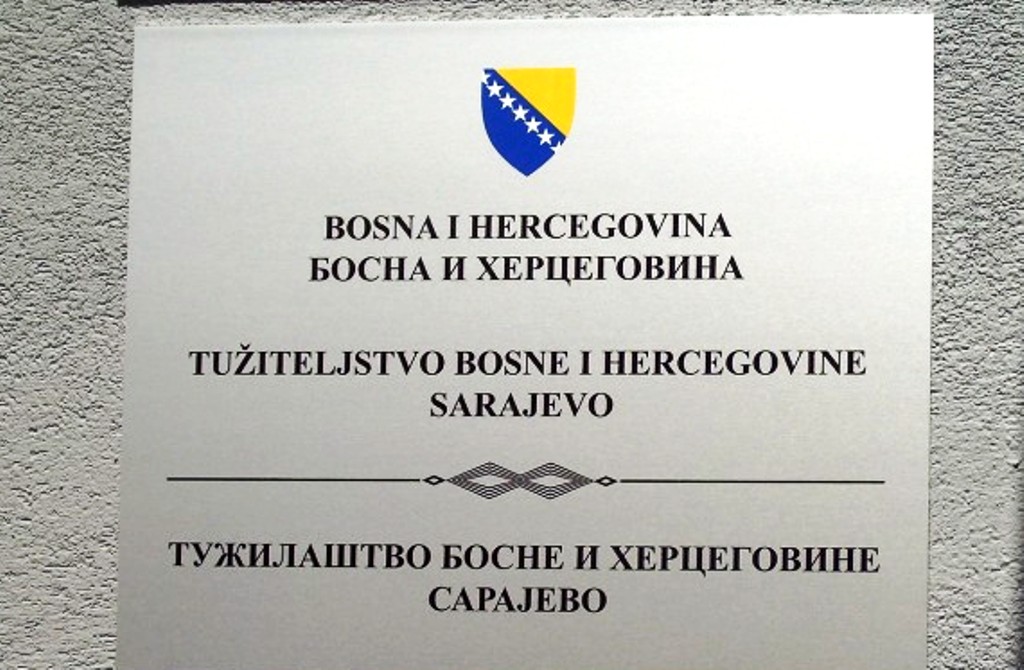 BOSNA I HERCEGOVINA
БОСНА И ХЕРЦЕГОВИНА
TUŽITELJSTVO BOSNE I HERCEGOVINE
SARAJEVO
ТУЖИЛАШТВО БОСНЕ И ХЕРЦЕГОВИНЕ
САРАЈЕВО